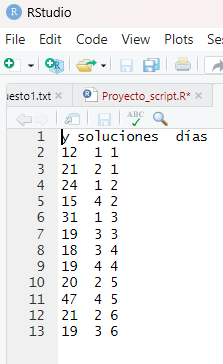 RStudio
File Edit Code View Plots Se
uesto1.txt Proyecto_script.R*
ABC
1 y soluciones días
2 12 1 1
3 21 2 1
4 24 1 2
5 15 4 2
6 31 1 3
7 19 3 3
8 18 3 4
9 19 4 4
10 20 2 5
11 47 4 5
12 21 2 6
13 19 3 6